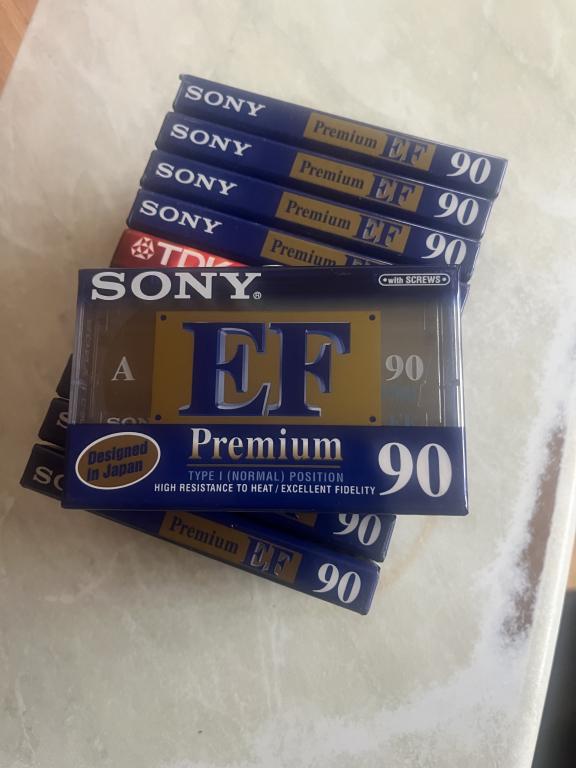 SONY Premium EF 90
SONY Premium EF 90
SONY Premium EF 90
SONY Premium
TDK
SONY® with SCREWS
A EF 90
Designed in Japan
Premium 90
TYPE I (NORMAL) POSITION
HIGH RESISTANCE TO HEAT / EXCELLENT FIDELITY
90
Premium EF 90